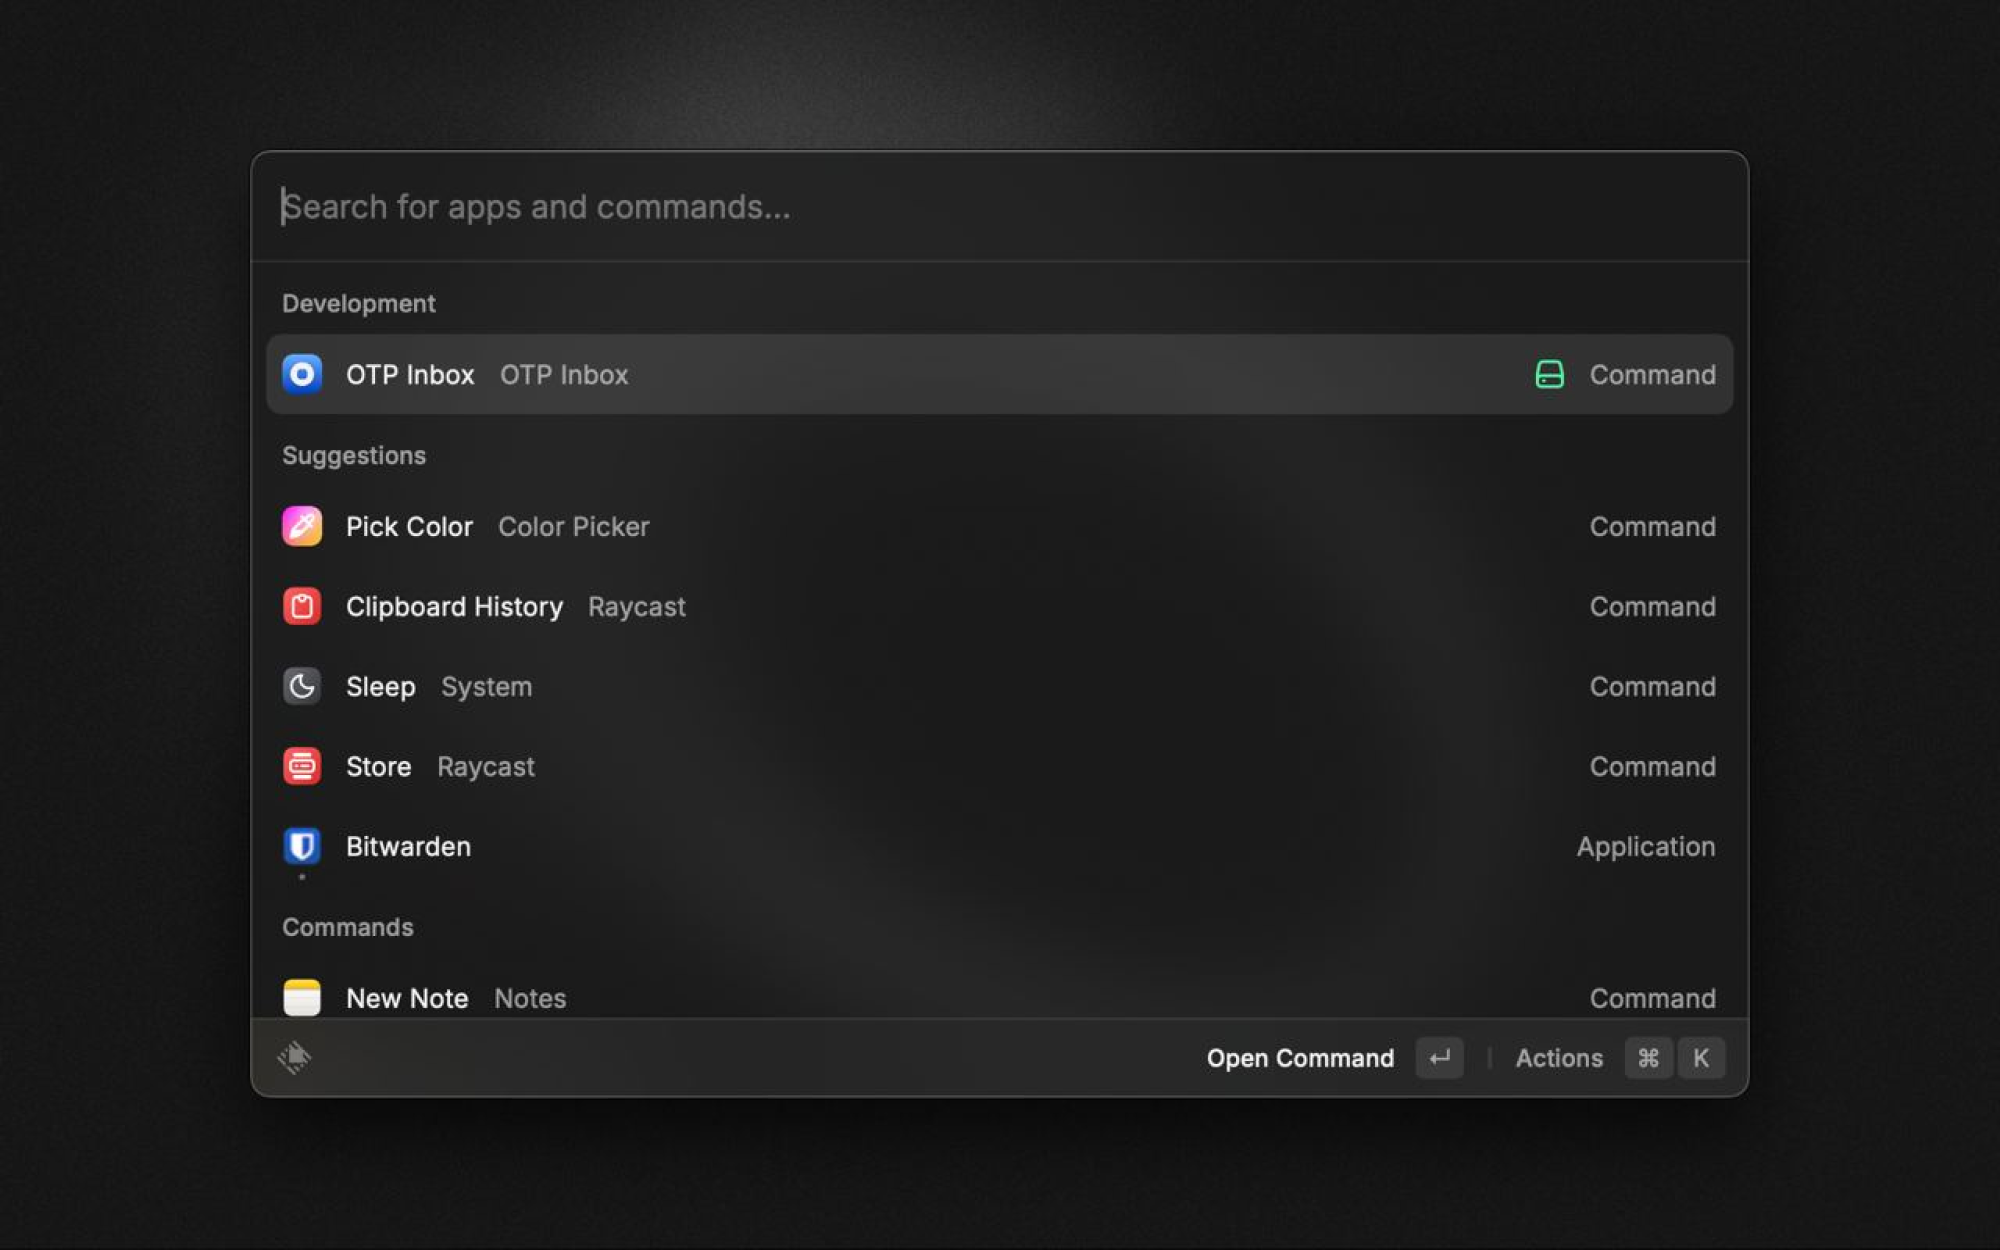 Search for apps and commands...
Development
OTP Inbox OTP Inbox Command
Suggestions
Pick Color Color Picker Command
Clipboard History Raycast Command
Sleep System Command
Store Raycast Command
Bitwarden Application
Commands
New Note Notes Command
Open Command ↵ Actions ⌘ K